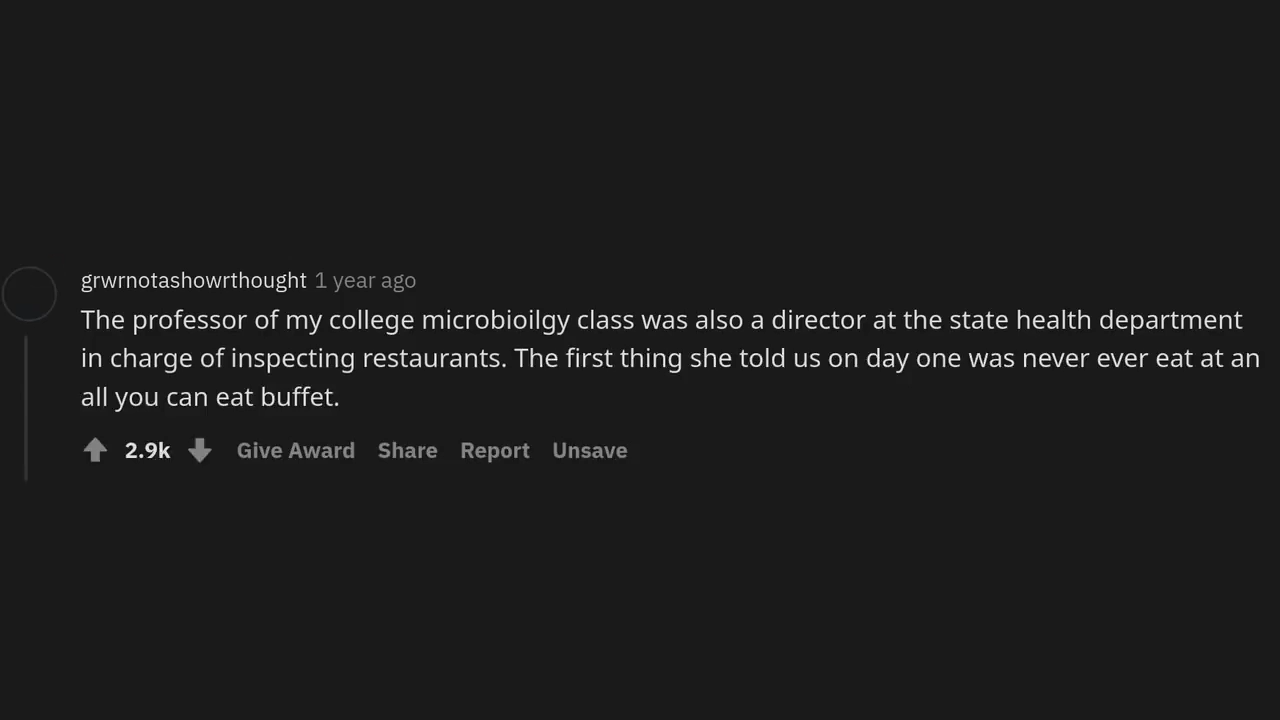 grwrnotashowrthought 1 year ago
The professor of my college microbioilgy class was also a director at the state health department
in charge of inspecting restaurants. The first thing she told us on day one was never ever eat at an
all you can eat buffet.
2.9k Give Award Share Report Unsave